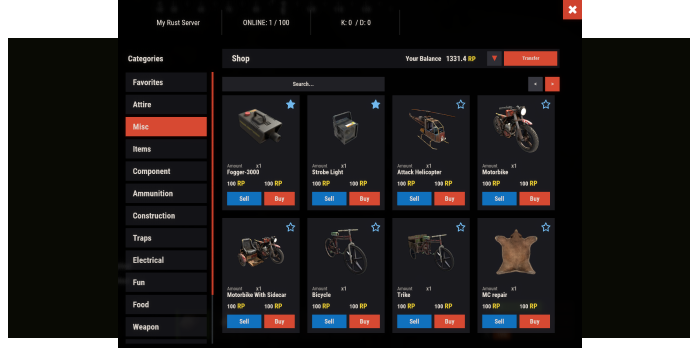 My Rust Server ONLINE: 1 / 100 K: 0 / D: 0
Categories
Shop Your Balance 1331.4 RP Transfer
Search...
Favorites
Attire
Misc
Items
Component
Ammunition
Construction
Traps
Electrical
Fun
Food
Weapon
Amount x1
Fogger-3000
100 RP 100 RP
Sell Buy
Amount x1
Strobe Light
100 RP 100 RP
Sell Buy
Amount x1
Attack Helicopter
100 RP 100 RP
Sell Buy
Amount x1
Motorbike
100 RP 100 RP
Sell Buy
Amount x1
Motorbike With Sidecar
100 RP 100 RP
Sell Buy
Amount x1
Bicycle
100 RP 100 RP
Sell Buy
Amount x1
Trike
100 RP 100 RP
Sell Buy
Amount x1
MC repair
100 RP 100 RP
Sell Buy